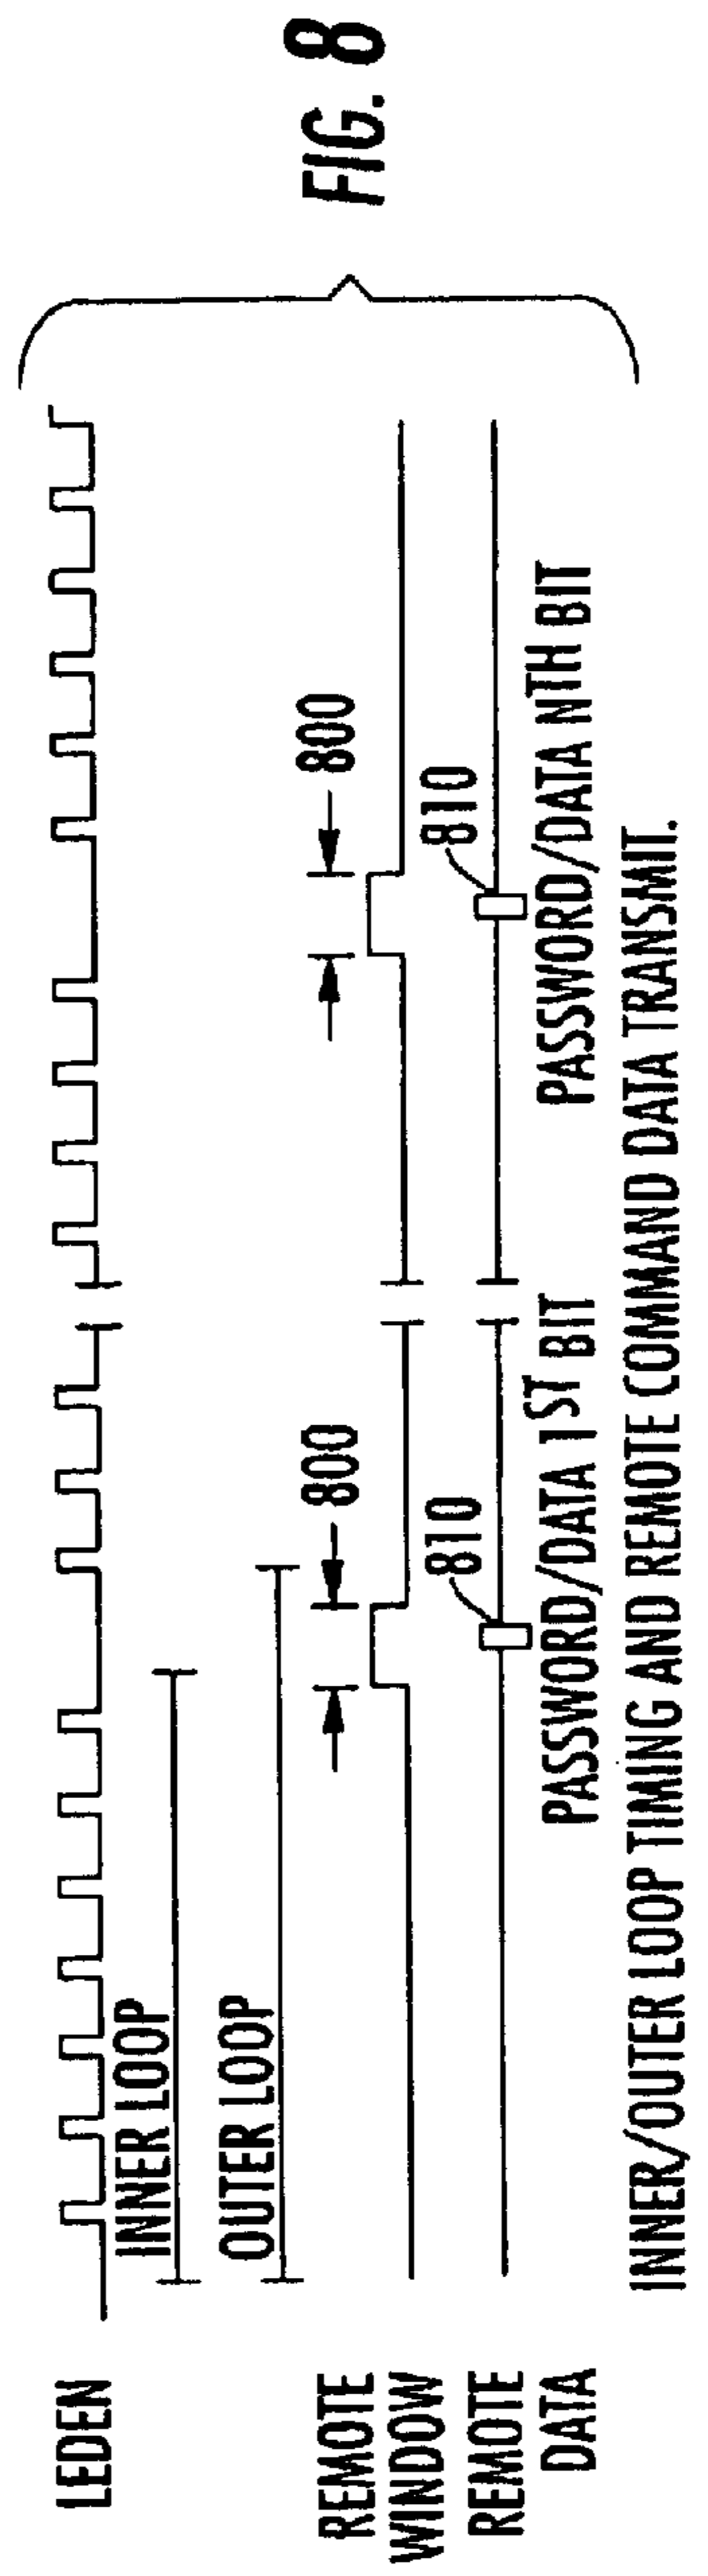 LEDEN
INNER LOOP
OUTER LOOP
REMOTE
WINDOW
800
800
REMOTE
DATA
810
810
PASSWORD/DATA 1ST BIT
PASSWORD/DATA NTH BIT
INNER/OUTER LOOP TIMING AND REMOTE COMMAND DATA TRANSMIT.
FIG. 8